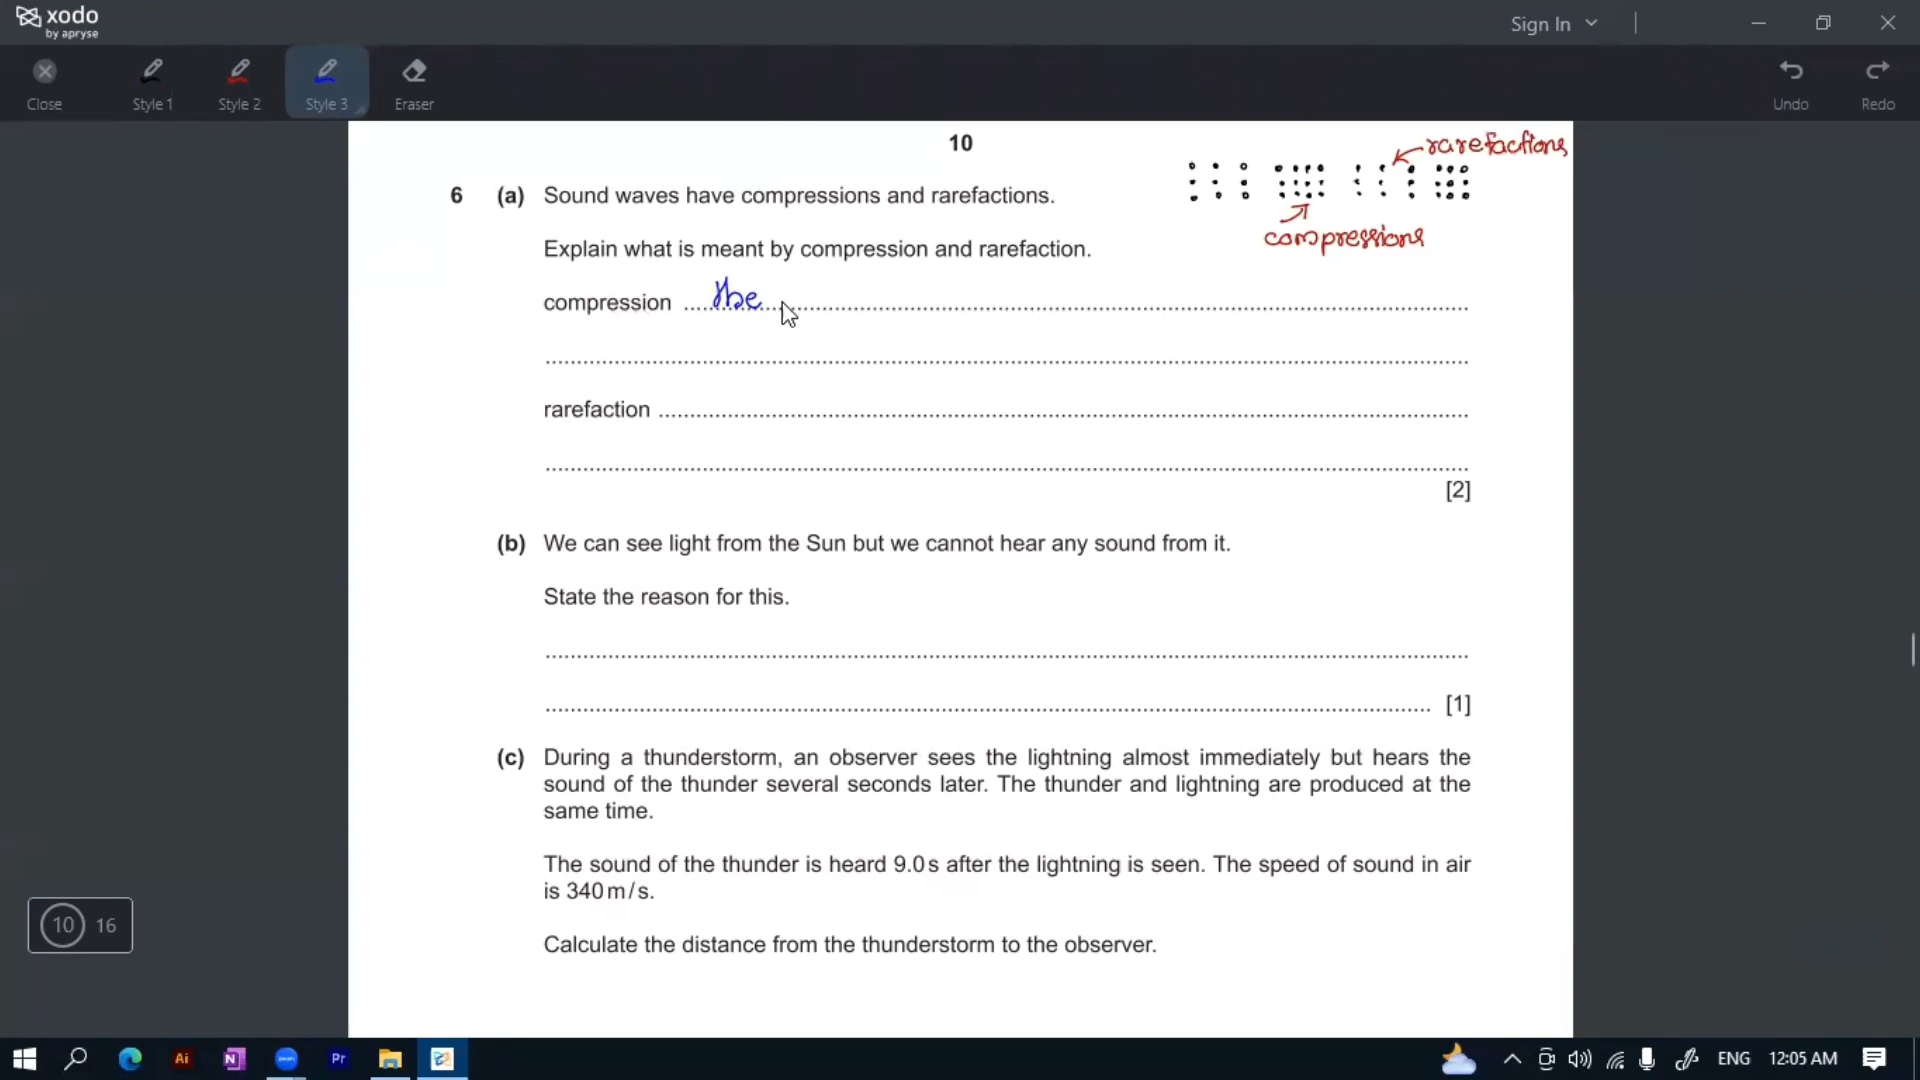 xodo
by apryse
Sign In
Close
Style 1
Style 2
Style 3
Eraser
Undo
Redo
10
rarefactions
compressions
6 (a) Sound waves have compressions and rarefactions.
Explain what is meant by compression and rarefaction.
compression ....the....
rarefaction ....
[2]
(b) We can see light from the Sun but we cannot hear any sound from it.
State the reason for this.
.... [1]
(c) During a thunderstorm, an observer sees the lightning almost immediately but hears the
sound of the thunder several seconds later. The thunder and lightning are produced at the
same time.
The sound of the thunder is heard 9.0 s after the lightning is seen. The speed of sound in air
is 340 m/s.
Calculate the distance from the thunderstorm to the observer.
10 16
Ai
N
zoom
Pr
ENG
12:05 AM